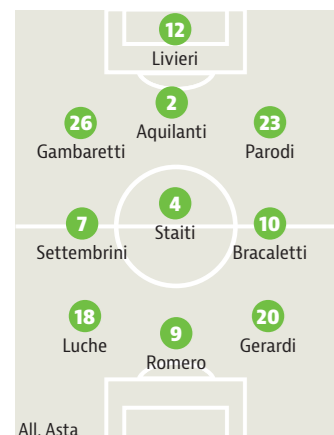 12
Livieri
2
Aquilanti
26
Gambaretti
23
Parodi
4
Staiti
7
Settembrini
10
Bracaletti
18
Luche
9
Romero
20
Gerardi
All. Asta